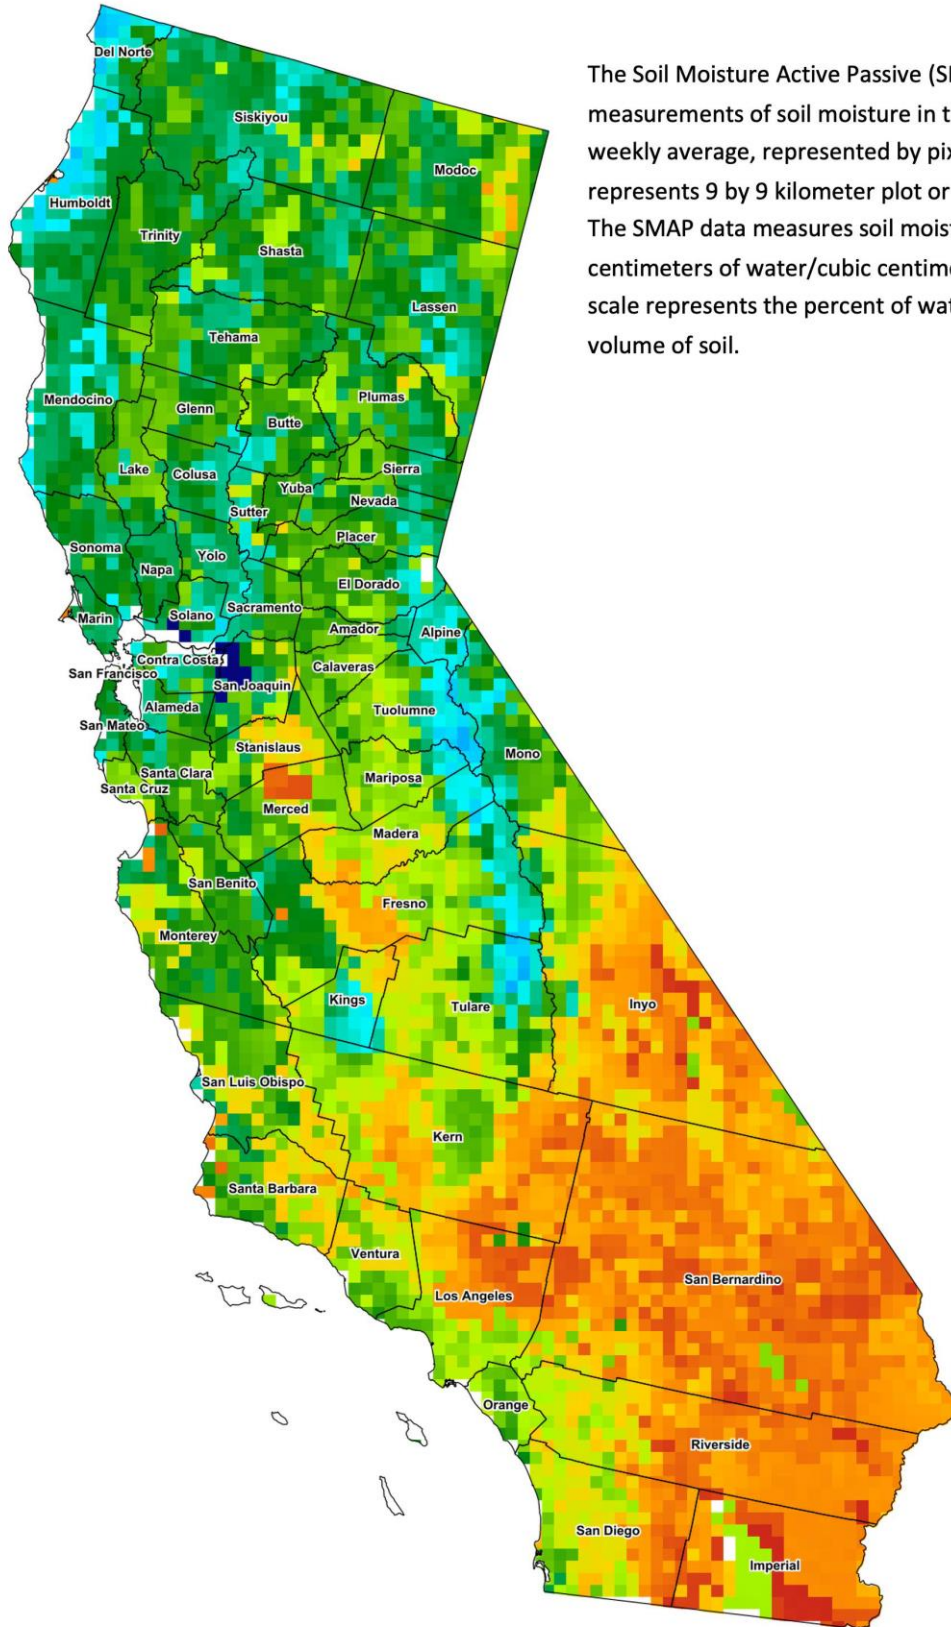 The Soil Moisture Active Passive (S
measurements of soil moisture in t
weekly average, represented by pix
represents 9 by 9 kilometer plot or
The SMAP data measures soil moist
centimeters of water/cubic centime
scale represents the percent of wat
volume of soil.
Del Norte
Siskiyou
Modoc
Humboldt
Trinity
Shasta
Lassen
Tehama
Mendocino
Glenn
Butte
Plumas
Lake
Colusa
Sierra
Yuba
Nevada
Sutter
Placer
Sonoma
Napa
Yolo
El Dorado
Marin
Solano
Sacramento
Amador
Alpine
Contra Costa
San Francisco
Calaveras
San Joaquin
Alameda
Tuolumne
San Mateo
Stanislaus
Mono
Santa Clara
Santa Cruz
Mariposa
Merced
Madera
San Benito
Fresno
Monterey
Kings
Tulare
Inyo
San Luis Obispo
Kern
Santa Barbara
Ventura
Los Angeles
San Bernardino
Orange
Riverside
San Diego
Imperial